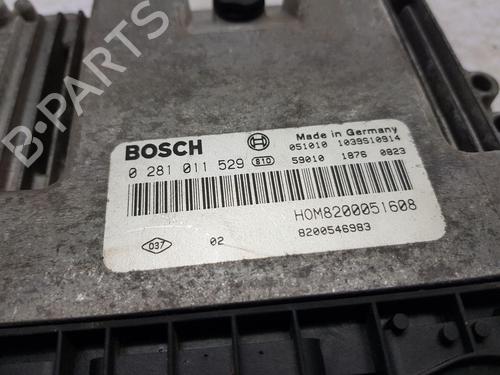 B-PARTS
BOSCH
Made in Germany
051010 1039S10914
0 281 011 529 810 59010 1876 0823
HOM8200051608
037 02 8200546983